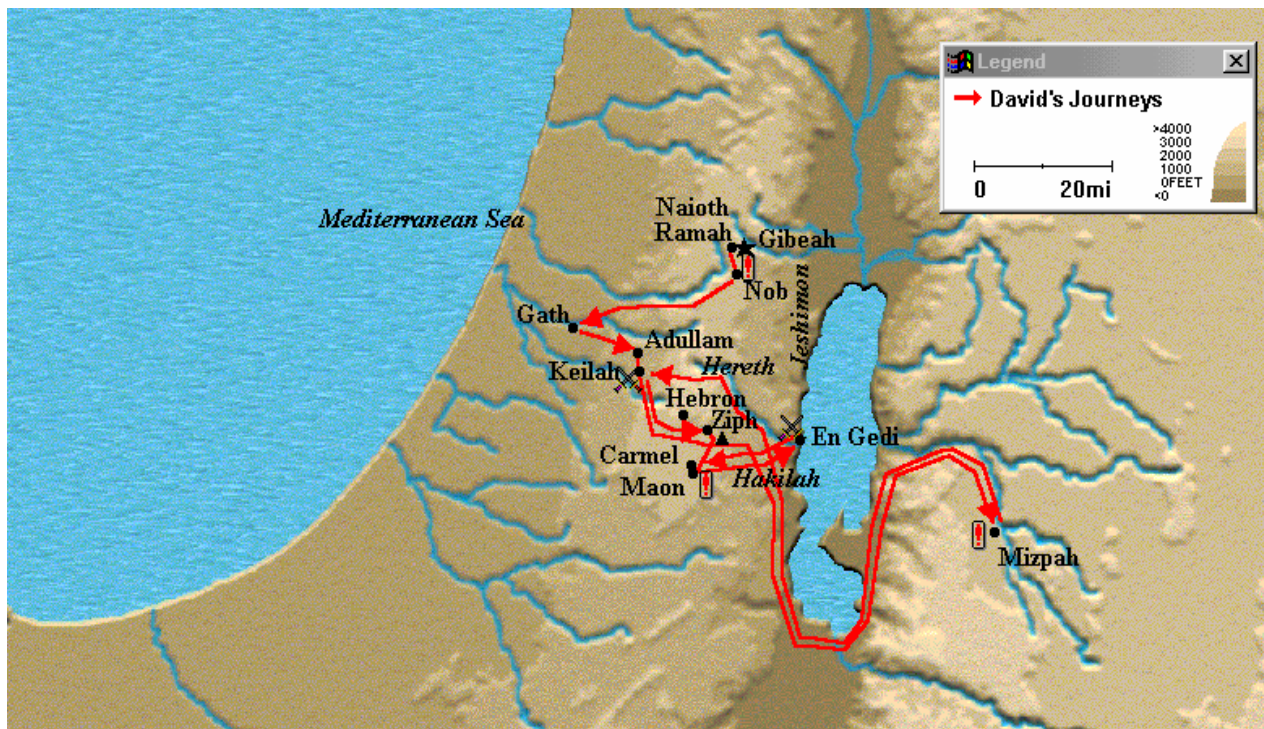 Legend
David's Journeys
>4000
3000
2000
1000
0FEET
<0
0 20mi
Mediterranean Sea
Naioth
Ramah
Gibeah
Nob
Jeshimon
Gath
Adullam
Keilah
Hereth
Hebron
Ziph
En Gedi
Carmel
Maon
Hakilah
Mizpah